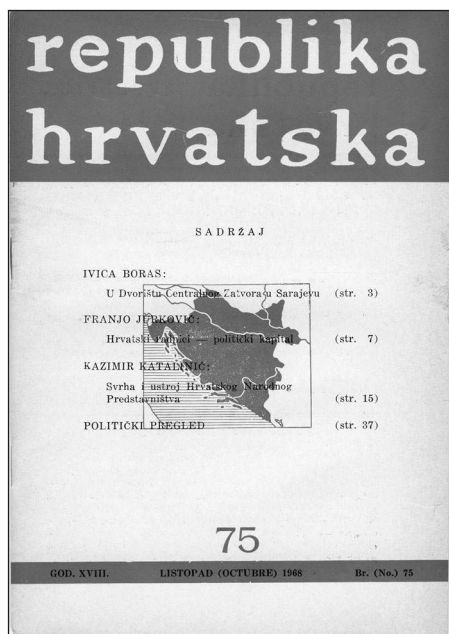 republika
hrvatska
SADRŽAJ
IVICA BORAS:
U Dvorištu Centralnog Zatvora u Sarajevu (str. 3)
FRANJO JURKOVIĆ:
Hrvatski radnici — politički kapital (str. 7)
KAZIMIR KATALINIĆ:
Svrha i ustroj Hrvatskog Narodnog
Predstavništva (str. 15)
POLITIČKI PREGLED (str. 37)
75
GOD. XVIII. LISTOPAD (OCTUBRE) 1968 Br. (No.) 75